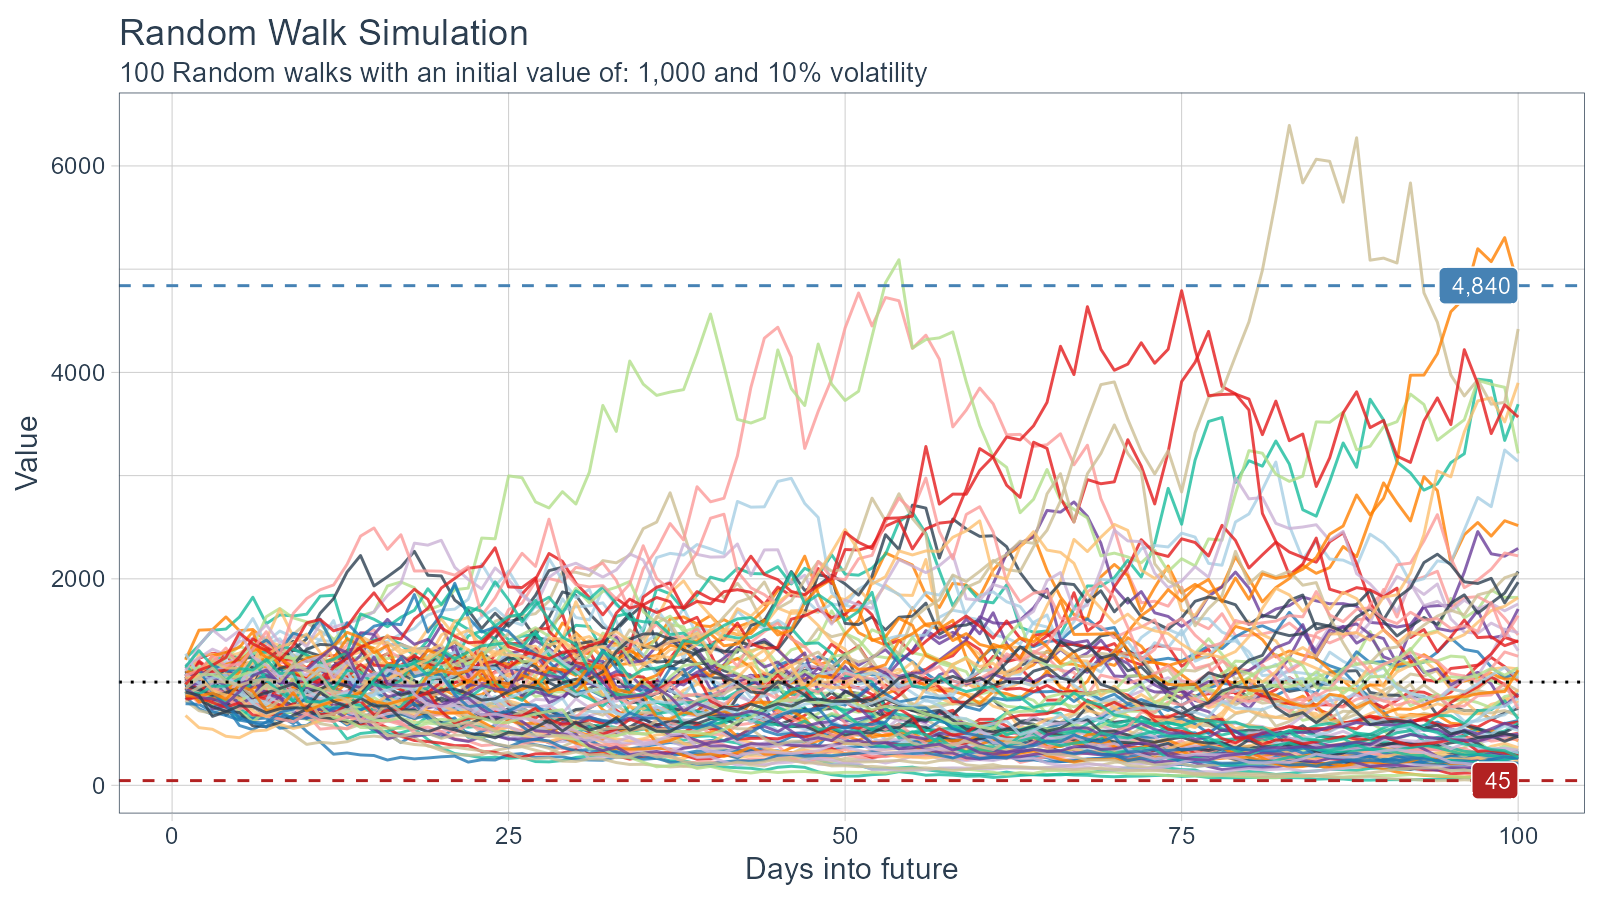 Random Walk Simulation
100 Random walks with an initial value of: 1,000 and 10% volatility
Value
6000
4000
2000
0
4,840
45
0 25 50 75 100
Days into future